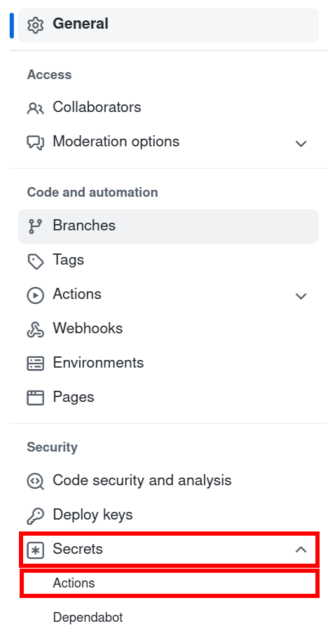 General
Access
Collaborators
Moderation options
Code and automation
Branches
Tags
Actions
Webhooks
Environments
Pages
Security
Code security and analysis
Deploy keys
Secrets
Actions
Dependabot